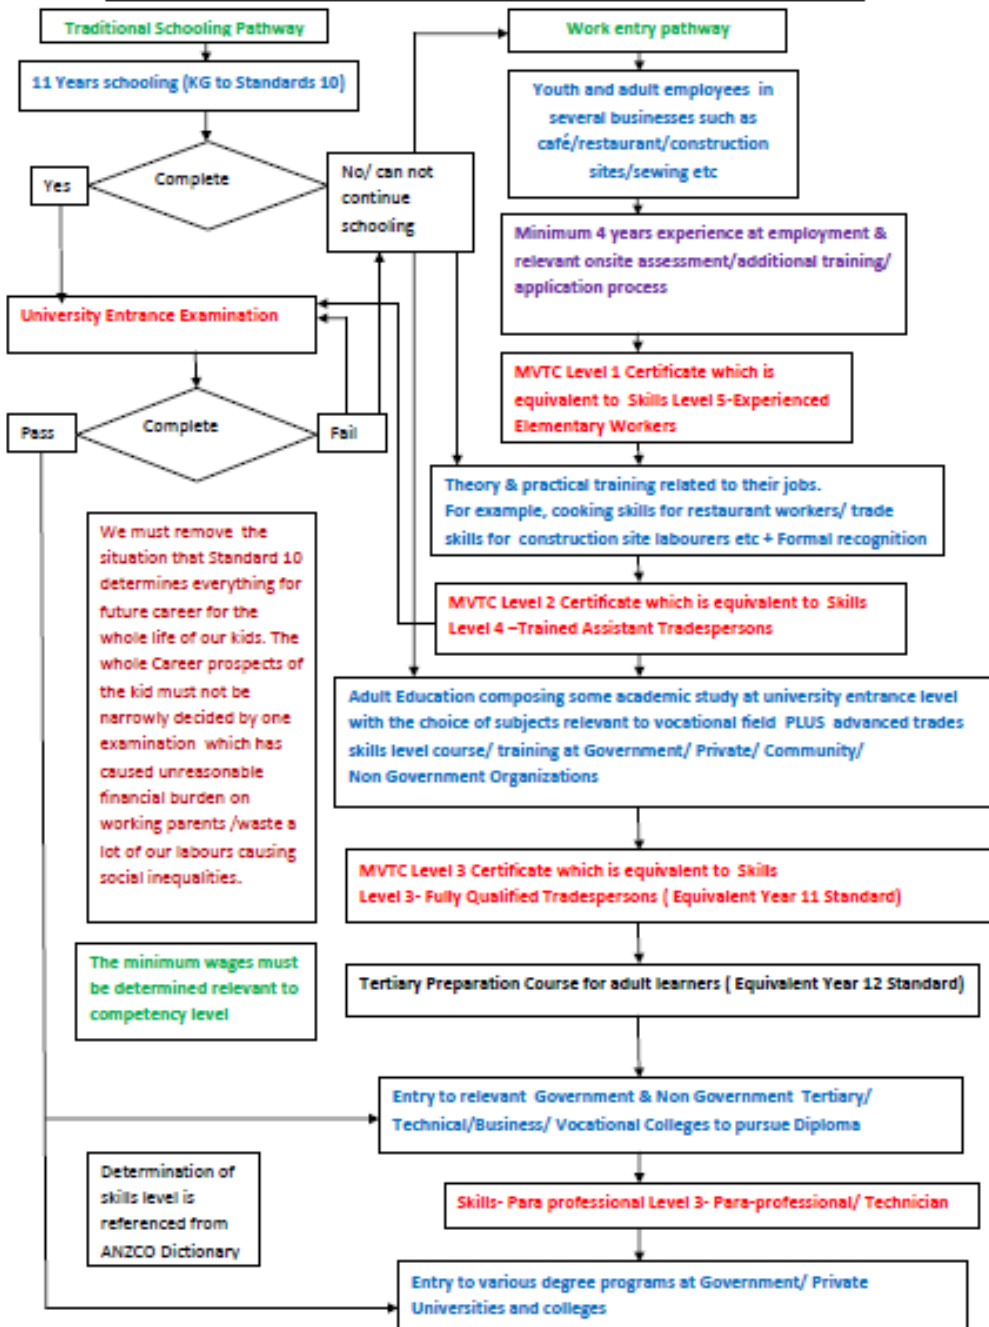 Traditional Schooling Pathway
Work entry pathway
11 Years schooling (KG to Standards 10)
Youth and adult employees in
several businesses such as
café/restaurant/construction
sites/sewing etc
Complete
Yes
No/ can not
continue
schooling
Minimum 4 years experience at employment &
relevant onsite assessment/additional training/
application process
University Entrance Examination
MVTC Level 1 Certificate which is
equivalent to Skills Level 5-Experienced
Elementary Workers
Complete
Pass
Fail
Theory & practical training related to their jobs.
For example, cooking skills for restaurant workers/ trade
skills for construction site labourers etc + Formal recognition
We must remove the
situation that Standard 10
determines everything for
future career for the
whole life of our kids. The
whole Career prospects of
the kid must not be
narrowly decided by one
examination which has
caused unreasonable
financial burden on
working parents /waste a
lot of our labours causing
social inequalities.
MVTC Level 2 Certificate which is equivalent to Skills
Level 4 –Trained Assistant Tradespersons
Adult Education composing some academic study at university entrance level
with the choice of subjects relevant to vocational field PLUS advanced trades
skills level course/ training at Government/ Private/ Community/
Non Government Organizations
MVTC Level 3 Certificate which is equivalent to Skills
Level 3- Fully Qualified Tradespersons ( Equivalent Year 11 Standard)
The minimum wages must
be determined relevant to
competency level
Tertiary Preparation Course for adult learners ( Equivalent Year 12 Standard)
Entry to relevant Government & Non Government Tertiary/
Technical/Business/ Vocational Colleges to pursue Diploma
Determination of
skills level is
referenced from
ANZCO Dictionary
Skills- Para professional Level 3- Para-professional/ Technician
Entry to various degree programs at Government/ Private
Universities and colleges